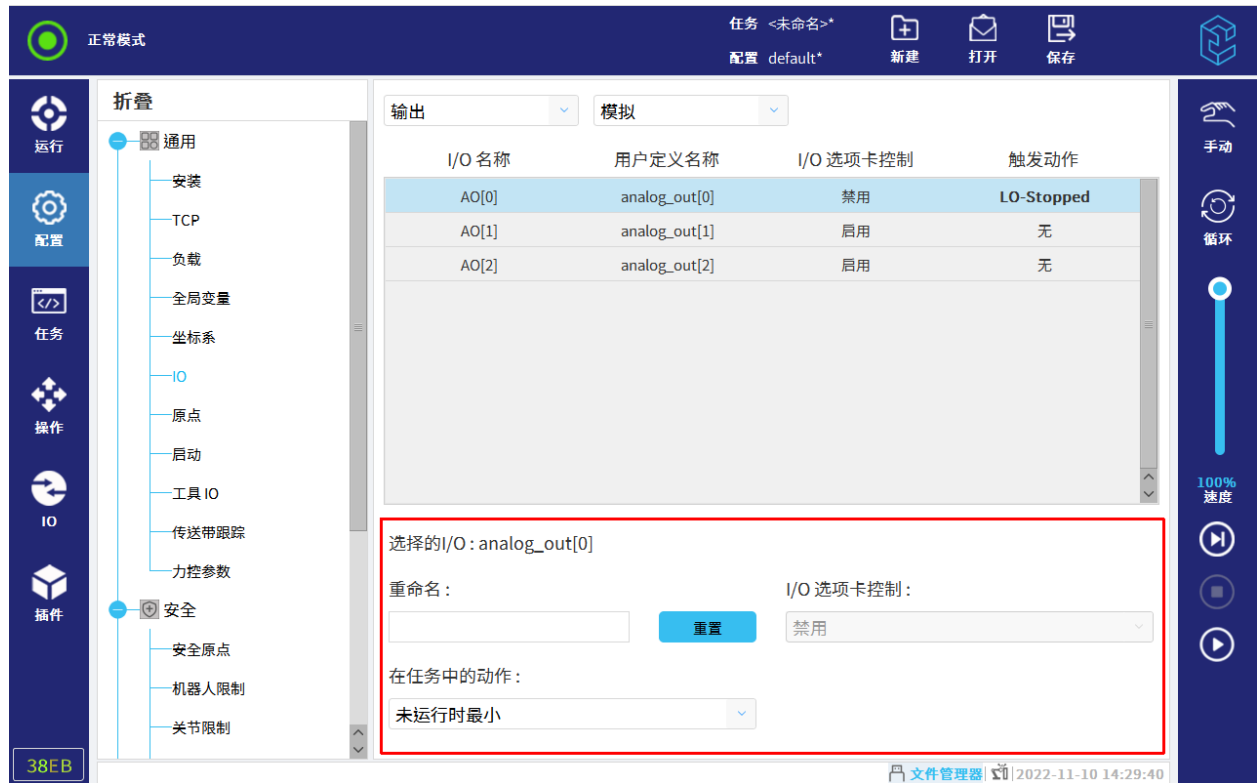 正常模式
任务 <未命名>*
配置 default*
新建
打开
保存
运行
配置
任务
操作
IO
插件
38EB
折叠
通用
安装
TCP
负载
全局变量
坐标系
IO
原点
启动
工具 IO
传送带跟踪
力控参数
安全
安全原点
机器人限制
关节限制
输出 模拟
I/O 名称 用户定义名称 I/O 选项卡控制 触发动作
AO[0] analog_out[0] 禁用 LO-Stopped
AO[1] analog_out[1] 启用 无
AO[2] analog_out[2] 启用 无
选择的I/O : analog_out[0]
重命名 : I/O 选项卡控制 :
重置 禁用
在任务中的动作 :
未运行时最小
手动
循环
100%
速度
文件管理器 2022-11-10 14:29:40